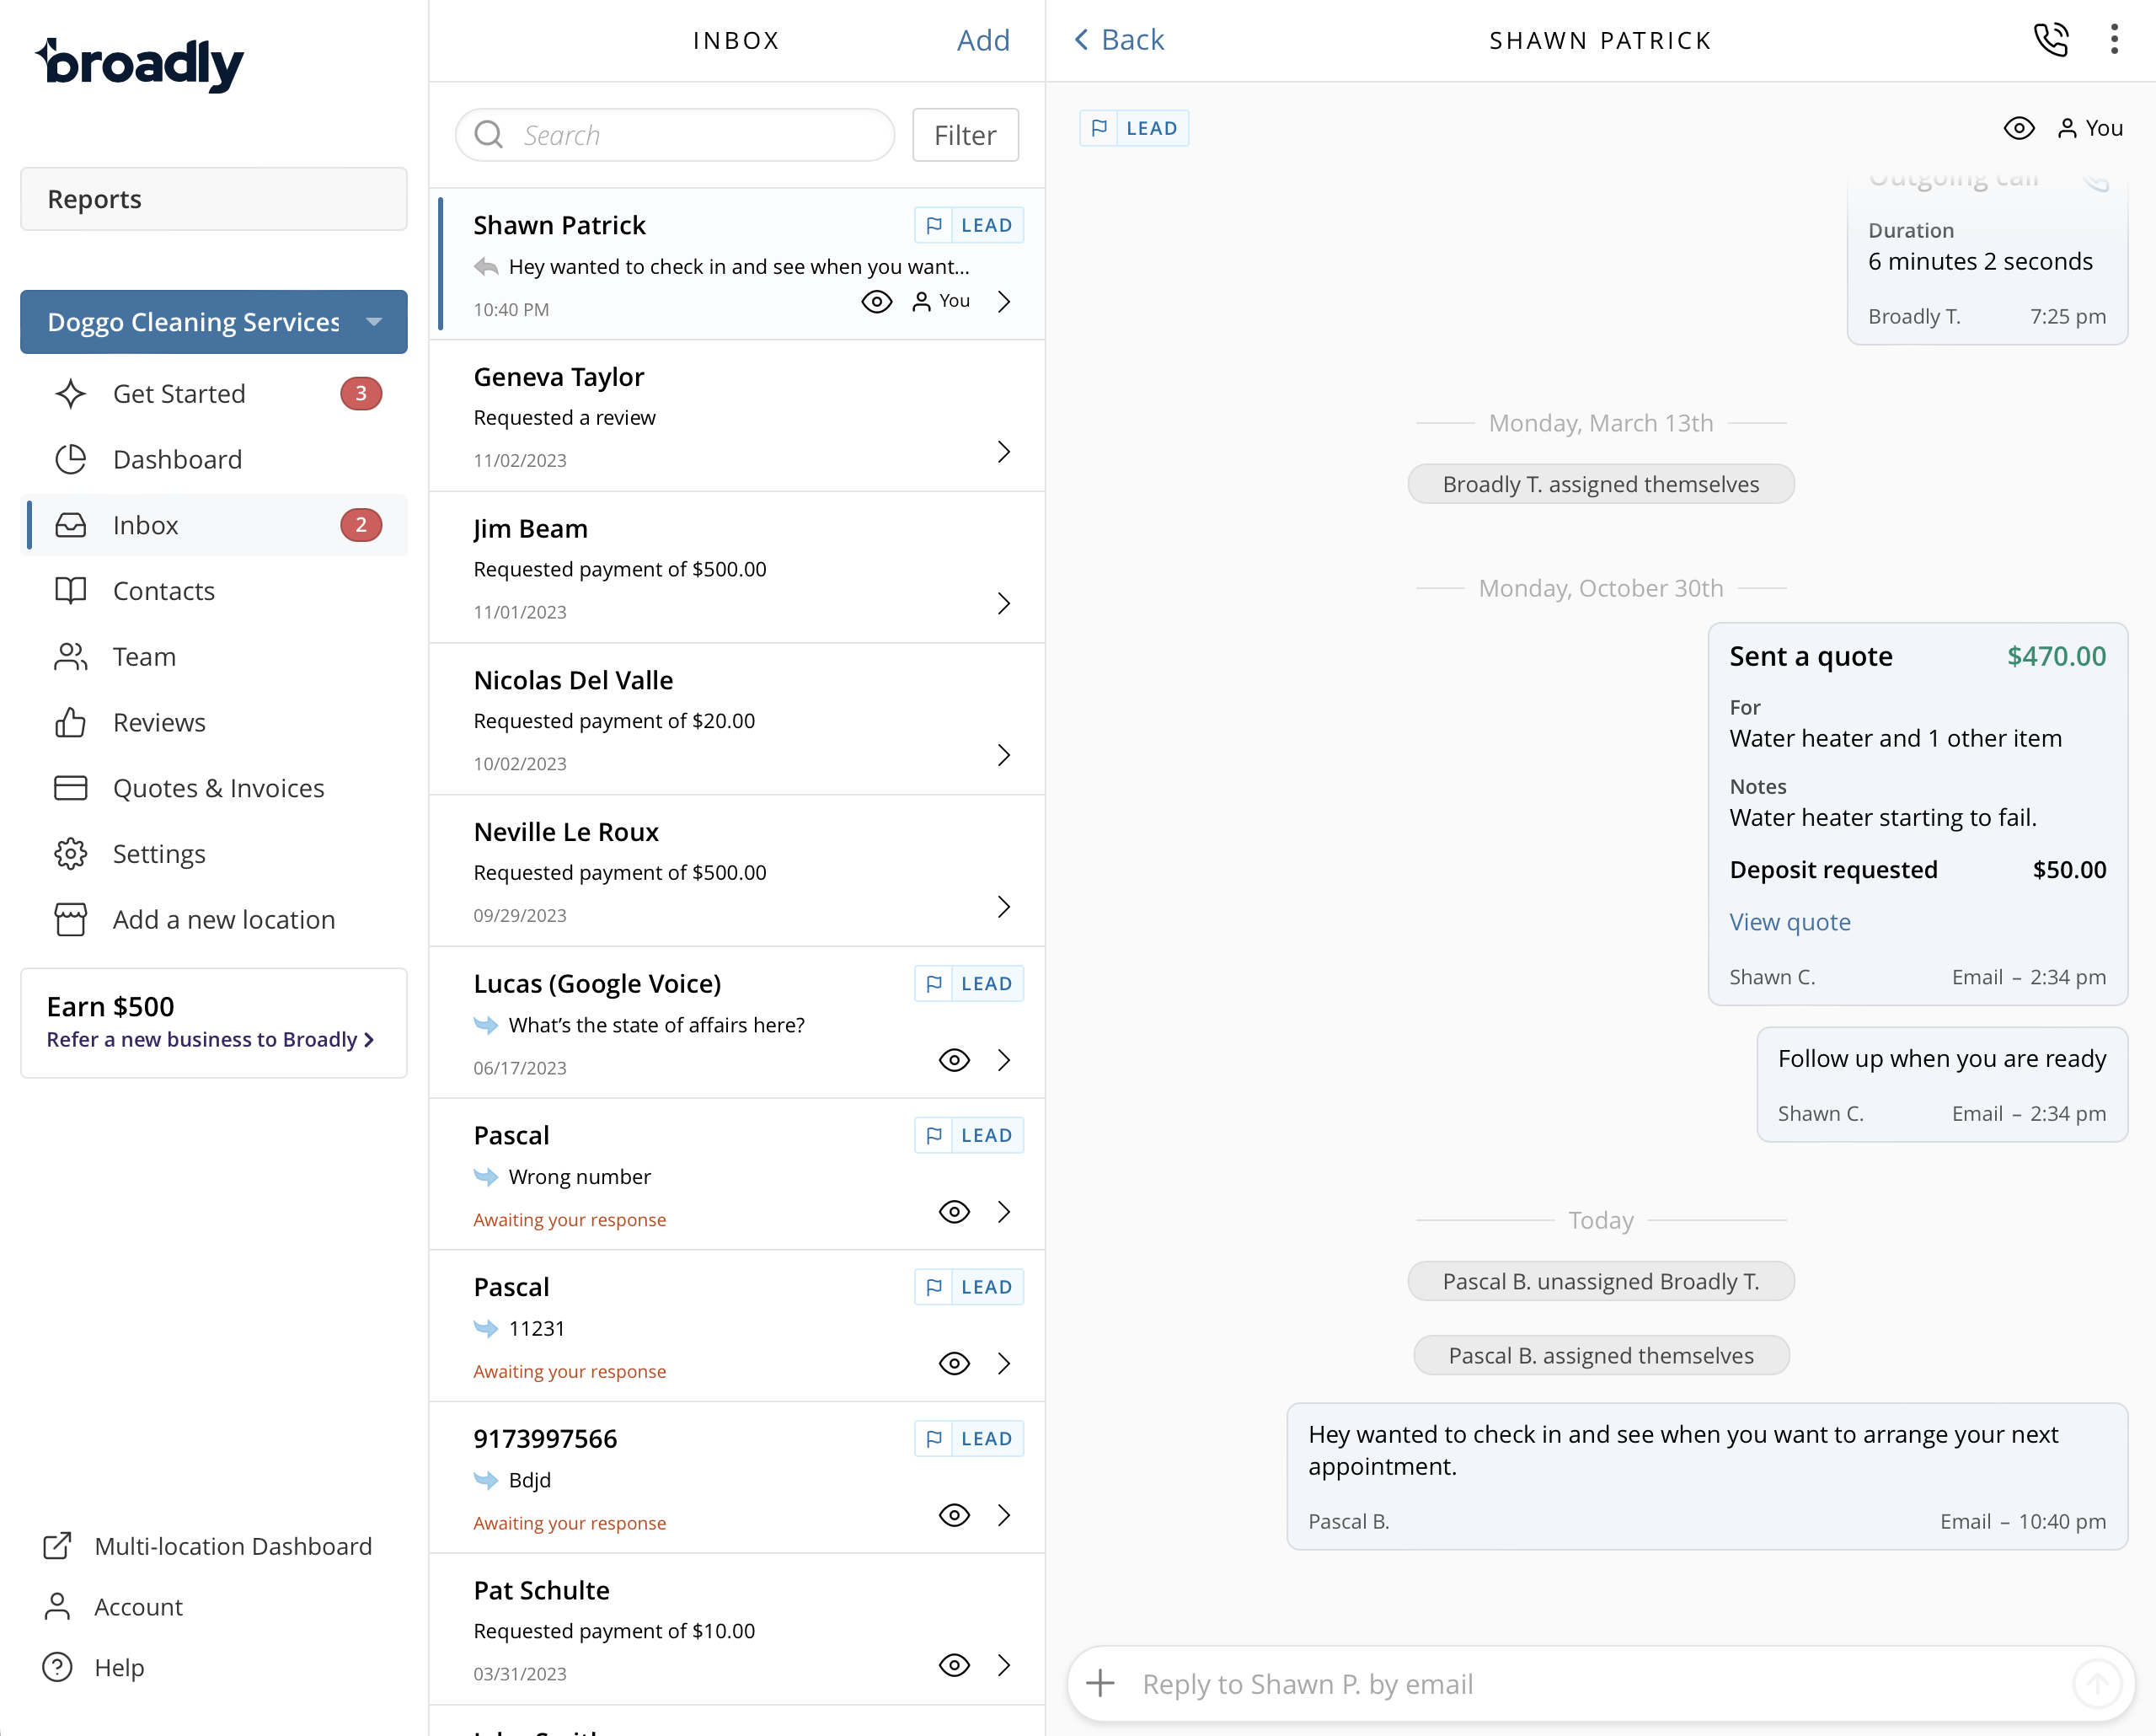 broadly
Reports
Doggo Cleaning Services
Get Started 3
Dashboard
Inbox 2
Contacts
Team
Reviews
Quotes & Invoices
Settings
Add a new location
Earn $500
Refer a new business to Broadly
Multi-location Dashboard
Account
Help
INBOX Add
Search Filter
Shawn Patrick LEAD
Hey wanted to check in and see when you want...
10:40 PM You
Geneva Taylor
Requested a review
11/02/2023
Jim Beam
Requested payment of $500.00
11/01/2023
Nicolas Del Valle
Requested payment of $20.00
10/02/2023
Neville Le Roux
Requested payment of $500.00
09/29/2023
Lucas (Google Voice) LEAD
What’s the state of affairs here?
06/17/2023
Pascal LEAD
Wrong number
Awaiting your response
Pascal LEAD
11231
Awaiting your response
9173997566 LEAD
Bdjd
Awaiting your response
Pat Schulte
Requested payment of $10.00
03/31/2023
Back SHAWN PATRICK
LEAD You
Outgoing call
Duration
6 minutes 2 seconds
Broadly T. 7:25 pm
Monday, March 13th
Broadly T. assigned themselves
Monday, October 30th
Sent a quote $470.00
For
Water heater and 1 other item
Notes
Water heater starting to fail.
Deposit requested $50.00
View quote
Shawn C. Email – 2:34 pm
Follow up when you are ready
Shawn C. Email – 2:34 pm
Today
Pascal B. unassigned Broadly T.
Pascal B. assigned themselves
Hey wanted to check in and see when you want to arrange your next
appointment.
Pascal B. Email – 10:40 pm
Reply to Shawn P. by email